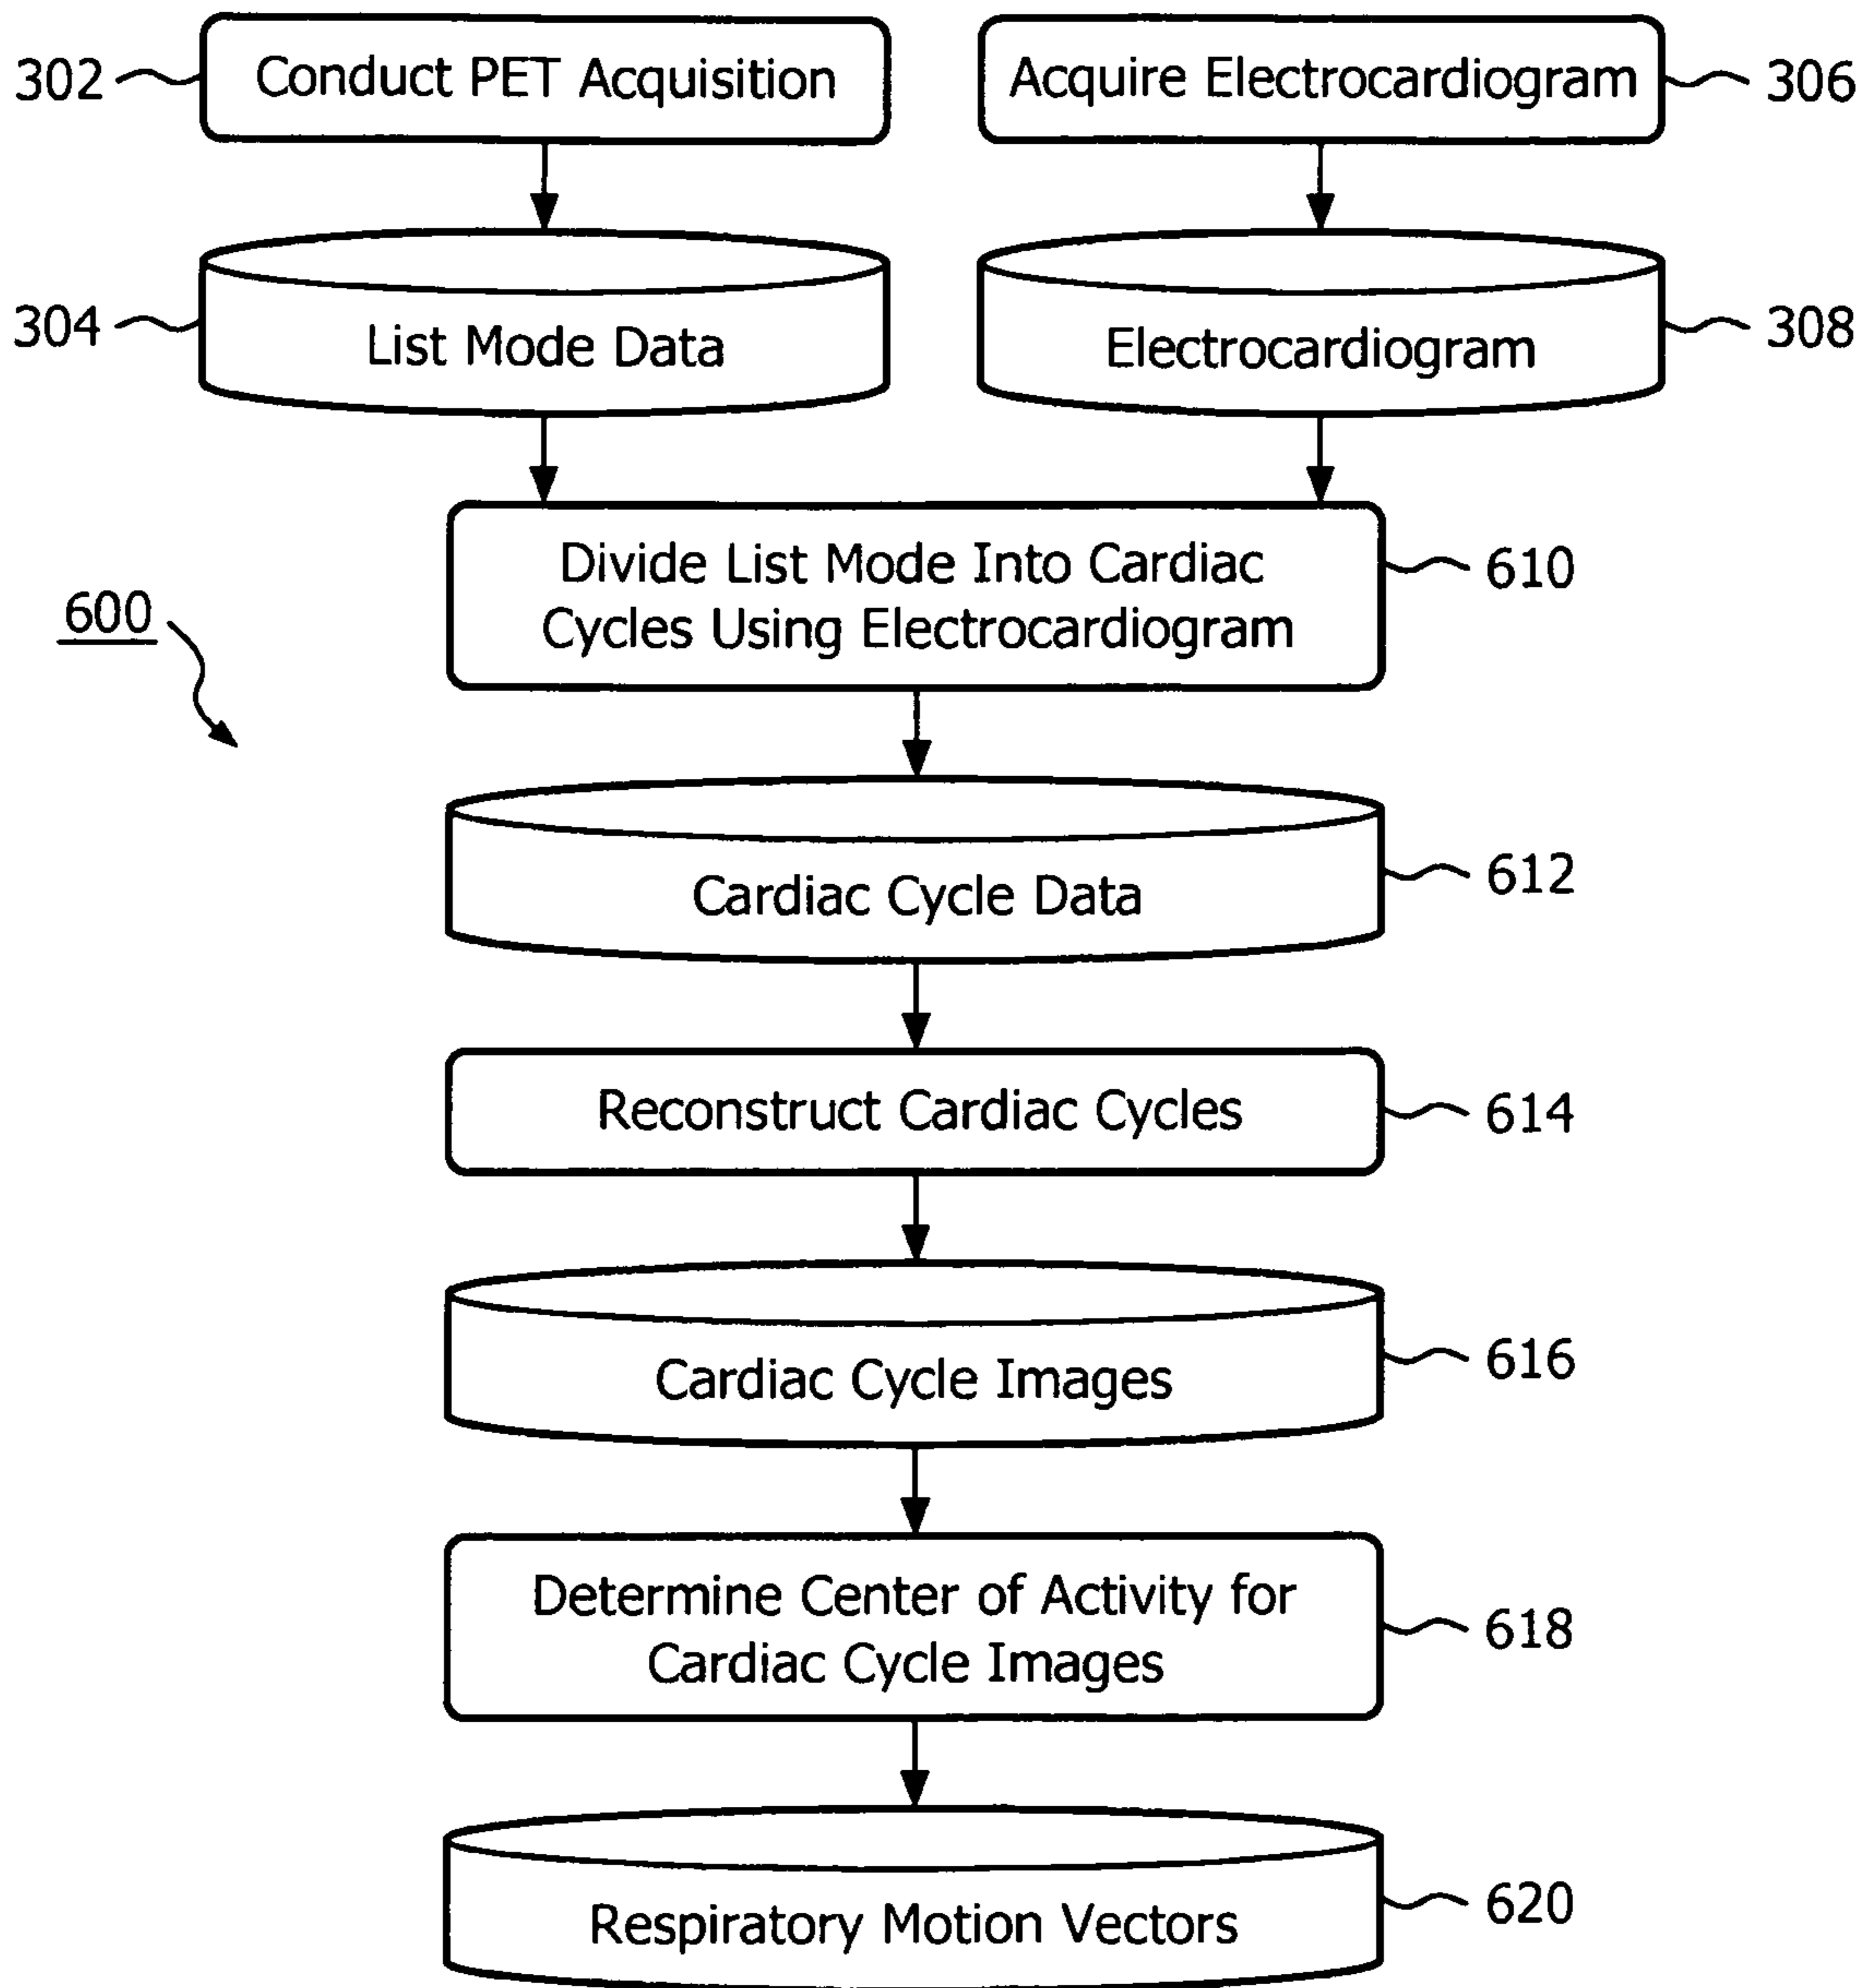 302
Conduct PET Acquisition
Acquire Electrocardiogram
306
304
List Mode Data
Electrocardiogram
308
Divide List Mode Into Cardiac
Cycles Using Electrocardiogram
610
600
Cardiac Cycle Data
612
Reconstruct Cardiac Cycles
614
Cardiac Cycle Images
616
Determine Center of Activity for
Cardiac Cycle Images
618
Respiratory Motion Vectors
620